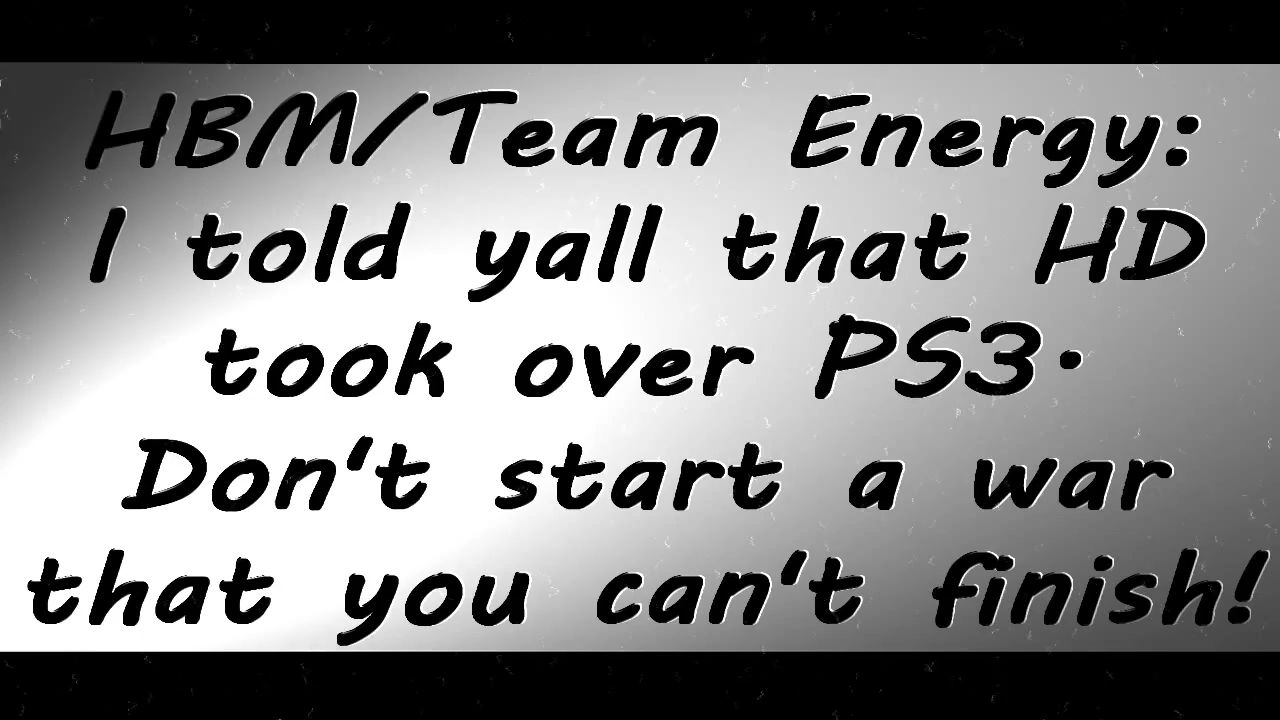 HBM/Team Energy:
I told yall that HD
took over PS3.
Don't start a war
that you can't finish!